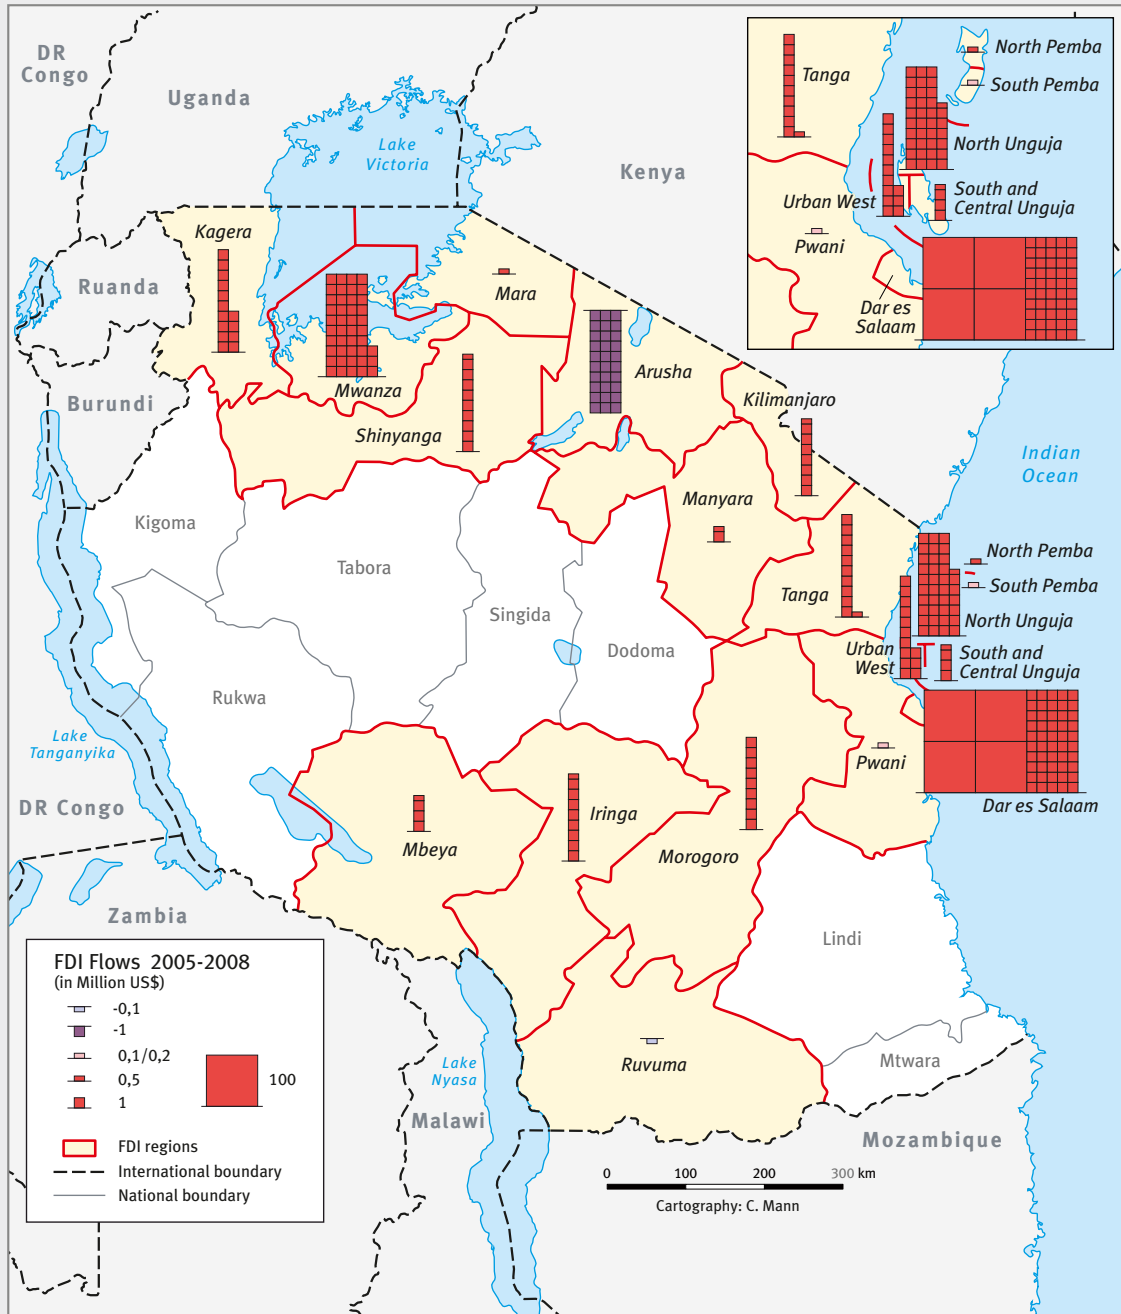 DR
Congo
Uganda
Lake
Victoria
Kenya
Kagera
Ruanda
Mara
Burundi
Mwanza
Arusha
Kilimanjaro
Shinyanga
Manyara
Kigoma
Tabora
Singida
Dodoma
Tanga
Rukwa
Lake
Tanganyika
DR Congo
Zambia
Mbeya
Iringa
Morogoro
Pwani
Lindi
Mtwara
Ruvuma
Lake
Nyasa
Malawi
Mozambique
Indian
Ocean
North Pemba
South Pemba
North Unguja
Urban
West
South and
Central Unguja
Dar es Salaam
Tanga
North Pemba
South Pemba
North Unguja
Urban West
South and
Central Unguja
Pwani
Dar es
Salaam
FDI Flows 2005-2008
(in Million US$)
-0,1
-1
0,1/0,2
0,5
1
100
FDI regions
International boundary
National boundary
0 100 200 300 km
Cartography: C. Mann